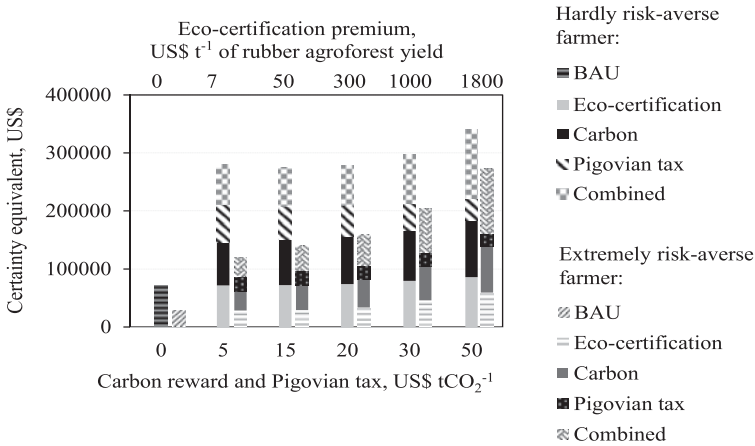 Eco-certification premium,
US$ t⁻¹ of rubber agroforest yield
0 7 50 300 1000 1800
400000
300000
200000
100000
0
Certainty equivalent, US$
0 5 15 20 30 50
Carbon reward and Pigovian tax, US$ tCO₂⁻¹
Hardly risk-averse
farmer:
BAU
Eco-certification
Carbon
Pigovian tax
Combined
Extremely risk-averse
farmer:
BAU
Eco-certification
Carbon
Pigovian tax
Combined